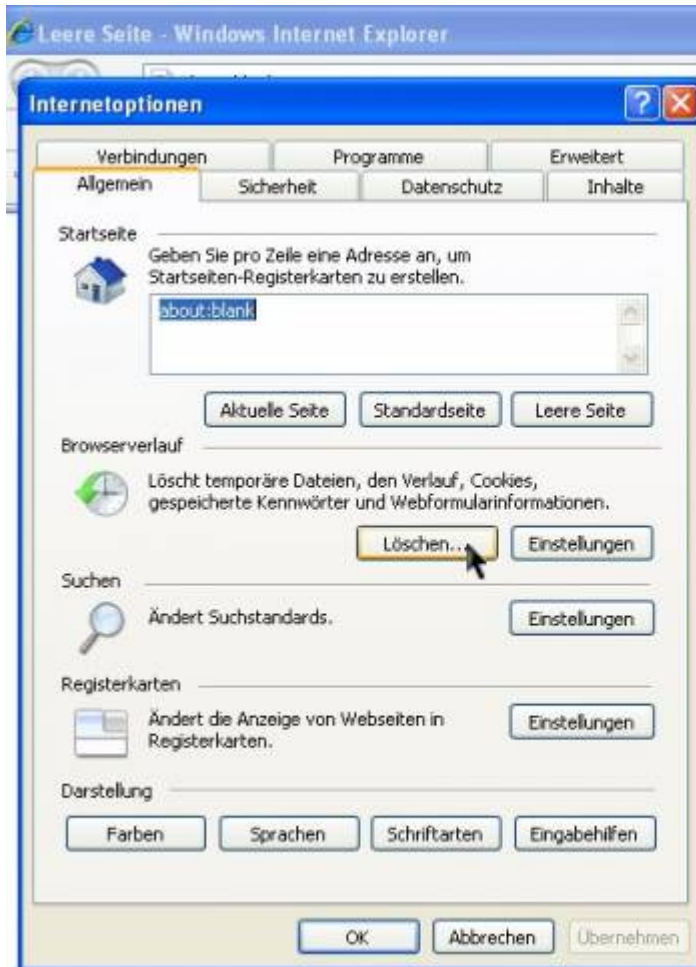 Leere Seite - Windows Internet Explorer
Internetoptionen
Verbindungen Programme Erweitert
Allgemein Sicherheit Datenschutz Inhalte
Startseite
Geben Sie pro Zeile eine Adresse an, um
Startseiten-Registerkarten zu erstellen.
about:blank
Aktuelle Seite Standardseite Leere Seite
Browserverlauf
Löscht temporäre Dateien, den Verlauf, Cookies,
gespeicherte Kennwörter und Webformularinformationen.
Löschen... Einstellungen
Suchen
Ändert Suchstandards. Einstellungen
Registerkarten
Ändert die Anzeige von Webseiten in
Registerkarten. Einstellungen
Darstellung
Farben Sprachen Schriftarten Eingabehilfen
OK Abbrechen Übernehmen